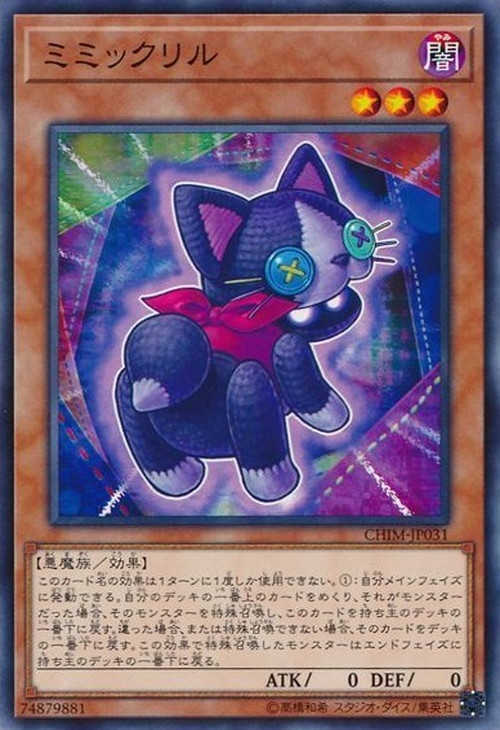 ミミックリル
闇
CHIM-JP031
【悪魔族/効果】
このカード名の効果は1ターンに1度しか使用できない。①:自分メインフェイズ
に発動できる。自分のデッキの一番上のカードをめくり、それがモンスター
だった場合、そのモンスターを特殊召喚し、このカードを持ち主のデッキの
一番下に戻す。違った場合、または特殊召喚できない場合、そのカードをデッキ
の一番下に戻す。この効果で特殊召喚したモンスターはエンドフェイズに
持ち主のデッキの一番下に戻る。
ATK/ 0 DEF/ 0
74879881 ©高橋和希 スタジオ・ダイス/集英社